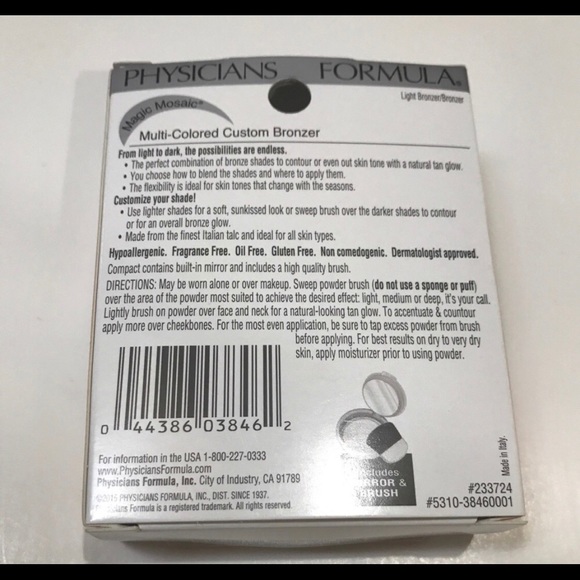 PHYSICIANS FORMULA®
Light Bronzer/Bronzer
Magic Mosaic®
Multi-Colored Custom Bronzer
From light to dark, the possibilities are endless.
• The perfect combination of bronze shades to contour or even out skin tone with a natural tan glow.
• You choose how to blend the shades and where to apply them.
• The flexibility is ideal for skin tones that change with the seasons.
Customize your shade!
• Use lighter shades for a soft, sunkissed look or sweep brush over the darker shades to contour
or for an overall bronze glow.
• Made from the finest Italian talc and ideal for all skin types.
Hypoallergenic. Fragrance Free. Oil Free. Gluten Free. Non comedogenic. Dermatologist approved.
Compact contains built-in mirror and includes a high quality brush.
DIRECTIONS: May be worn alone or over makeup. Sweep powder brush (do not use a sponge or puff)
over the area of the powder most suited to achieve the desired effect: light, medium or deep, it's your call.
Lightly brush on powder over face and neck for a natural-looking tan glow. To accentuate & countour
apply more over cheekbones. For the most even application, be sure to tap excess powder from brush
before applying. For best results on dry to very dry
skin, apply moisturizer prior to using powder.
0 44386 03846 2
For information in the USA 1-800-227-0333
www.PhysiciansFormula.com
Physicians Formula, Inc. City of Industry, CA 91789
PHYSICIANS FORMULA, INC., DIST. SINCE 1937.
Formula is a registered trademark. All rights reserved.
&
Made in Italy.
#233724
#5310-38460001